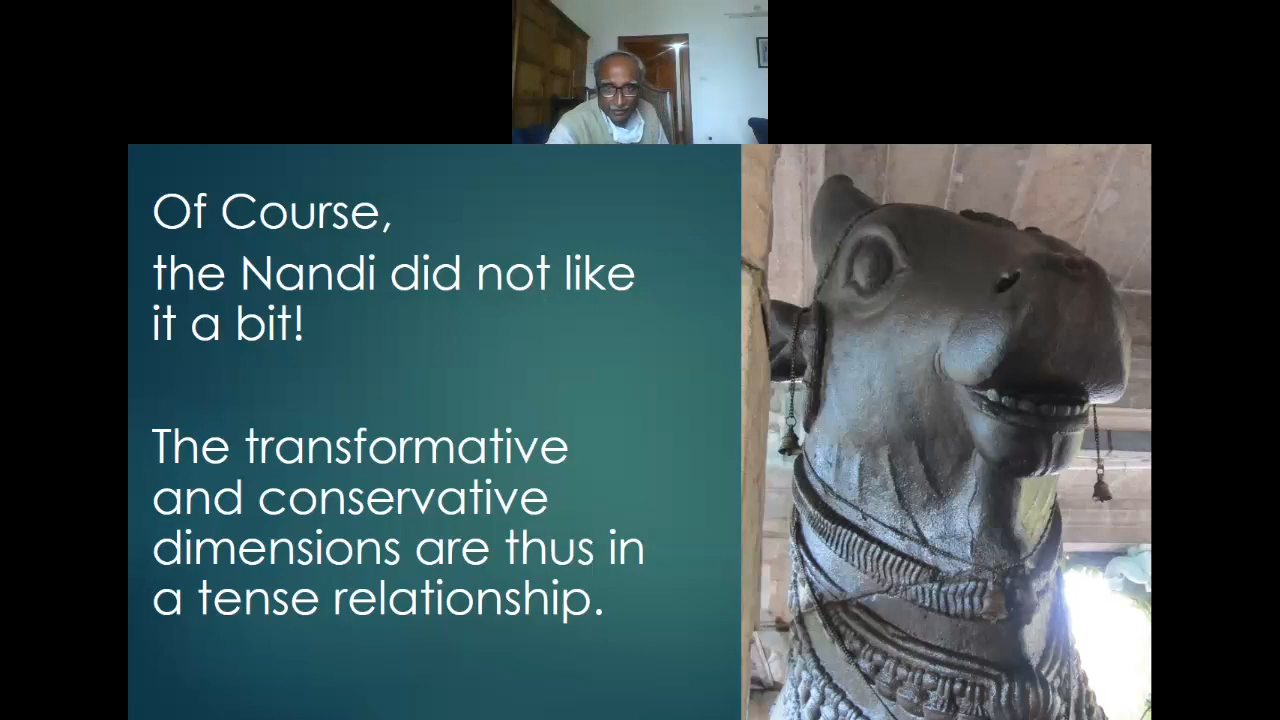 Of Course,
the Nandi did not like
it a bit!
The transformative
and conservative
dimensions are thus in
a tense relationship.